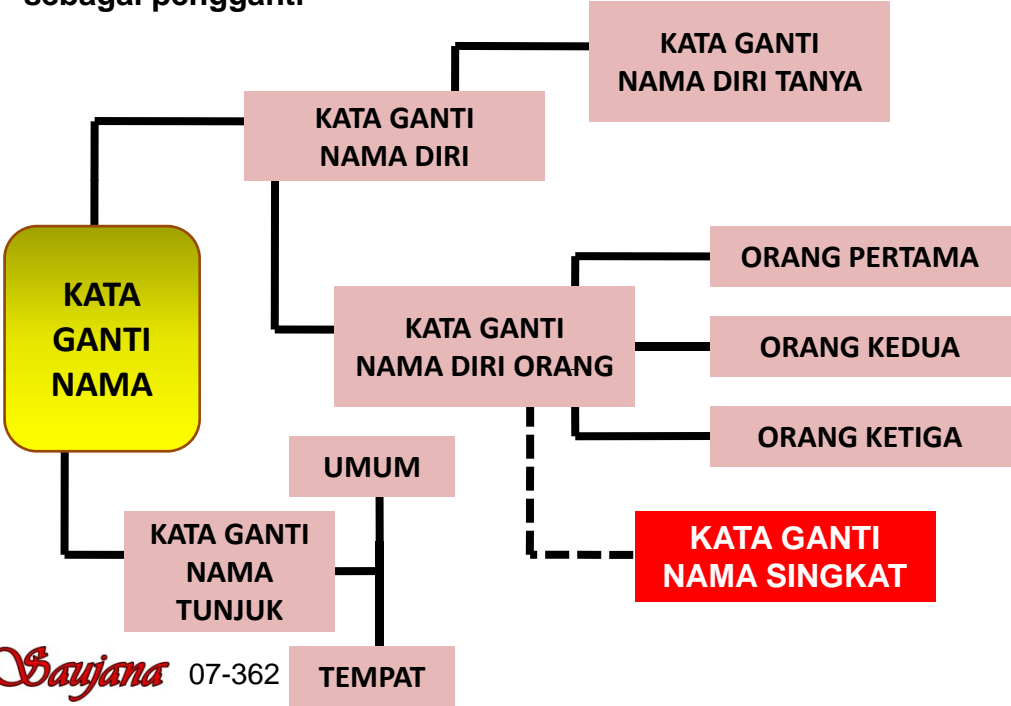 sebagai pengganti
KATA GANTI
NAMA DIRI TANYA
KATA GANTI
NAMA DIRI
ORANG PERTAMA
KATA
GANTI
NAMA
KATA GANTI
NAMA DIRI ORANG
ORANG KEDUA
ORANG KETIGA
UMUM
KATA GANTI
NAMA
TUNJUK
KATA GANTI
NAMA SINGKAT
TEMPAT
Saujana 07-362